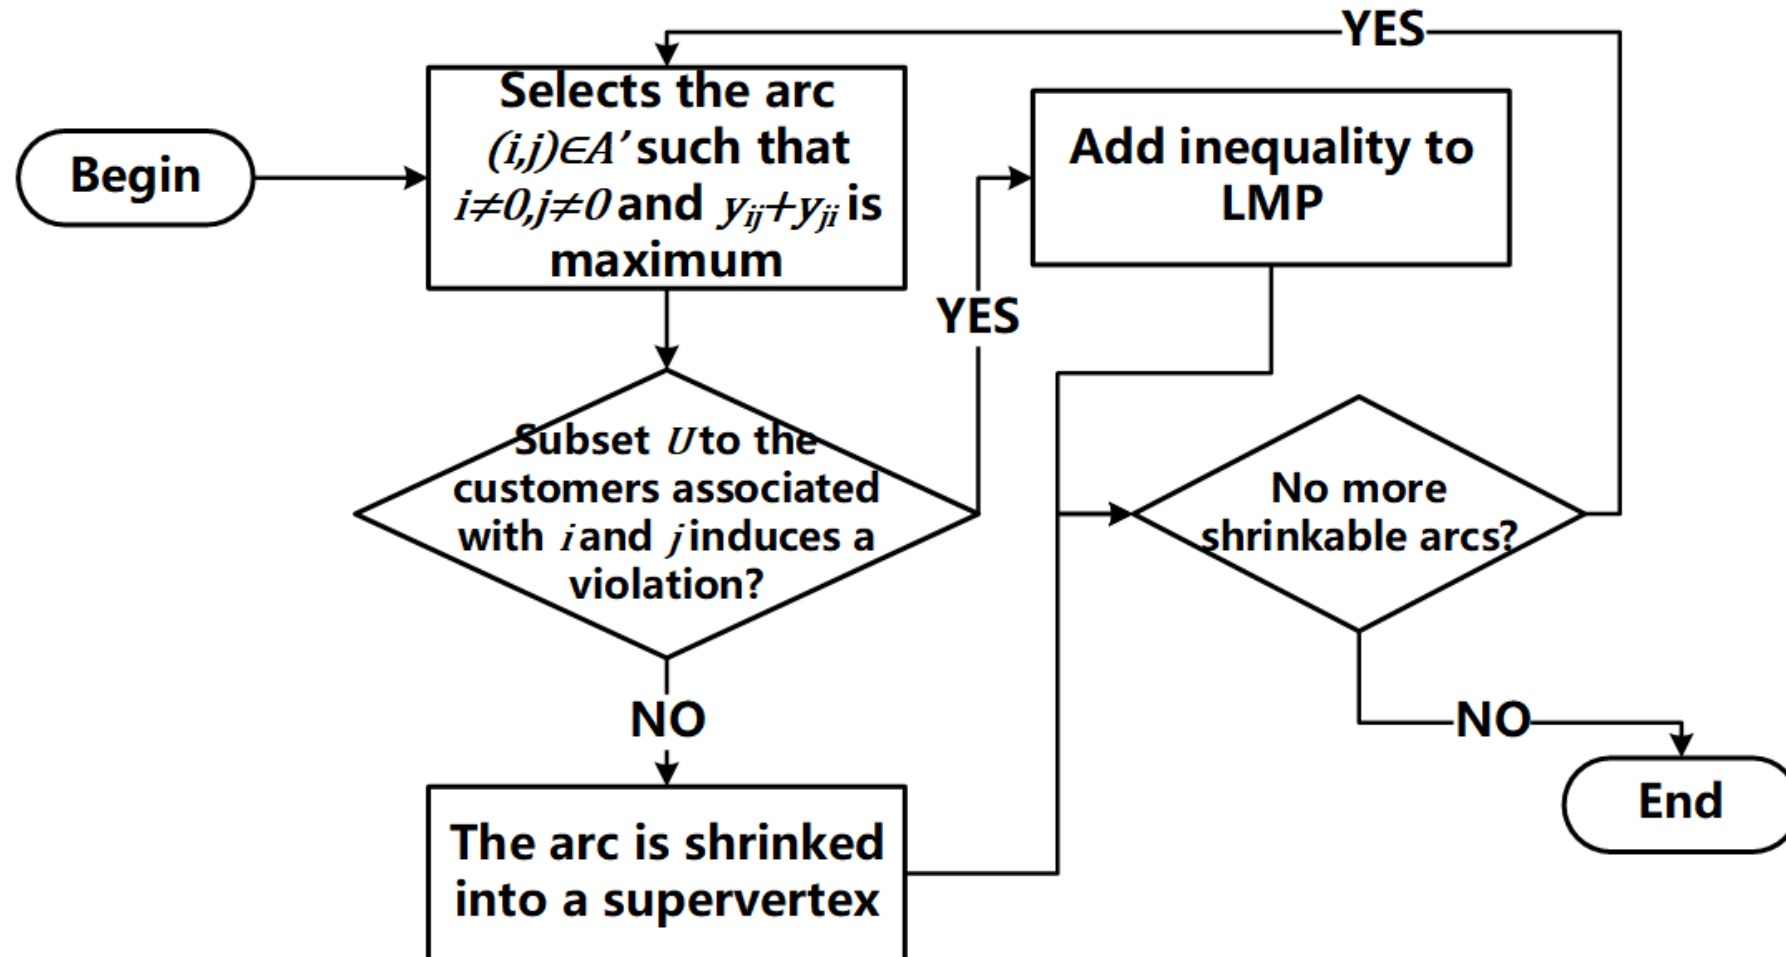 YES
Begin
Selects the arc
(i,j)∈A’ such that
i≠0,j≠0 and yij+yji is
maximum
Add inequality to
LMP
YES
Subset U to the
customers associated
with i and j induces a
violation?
No more
shrinkable arcs?
NO
NO
The arc is shrinked
into a supervertex
End